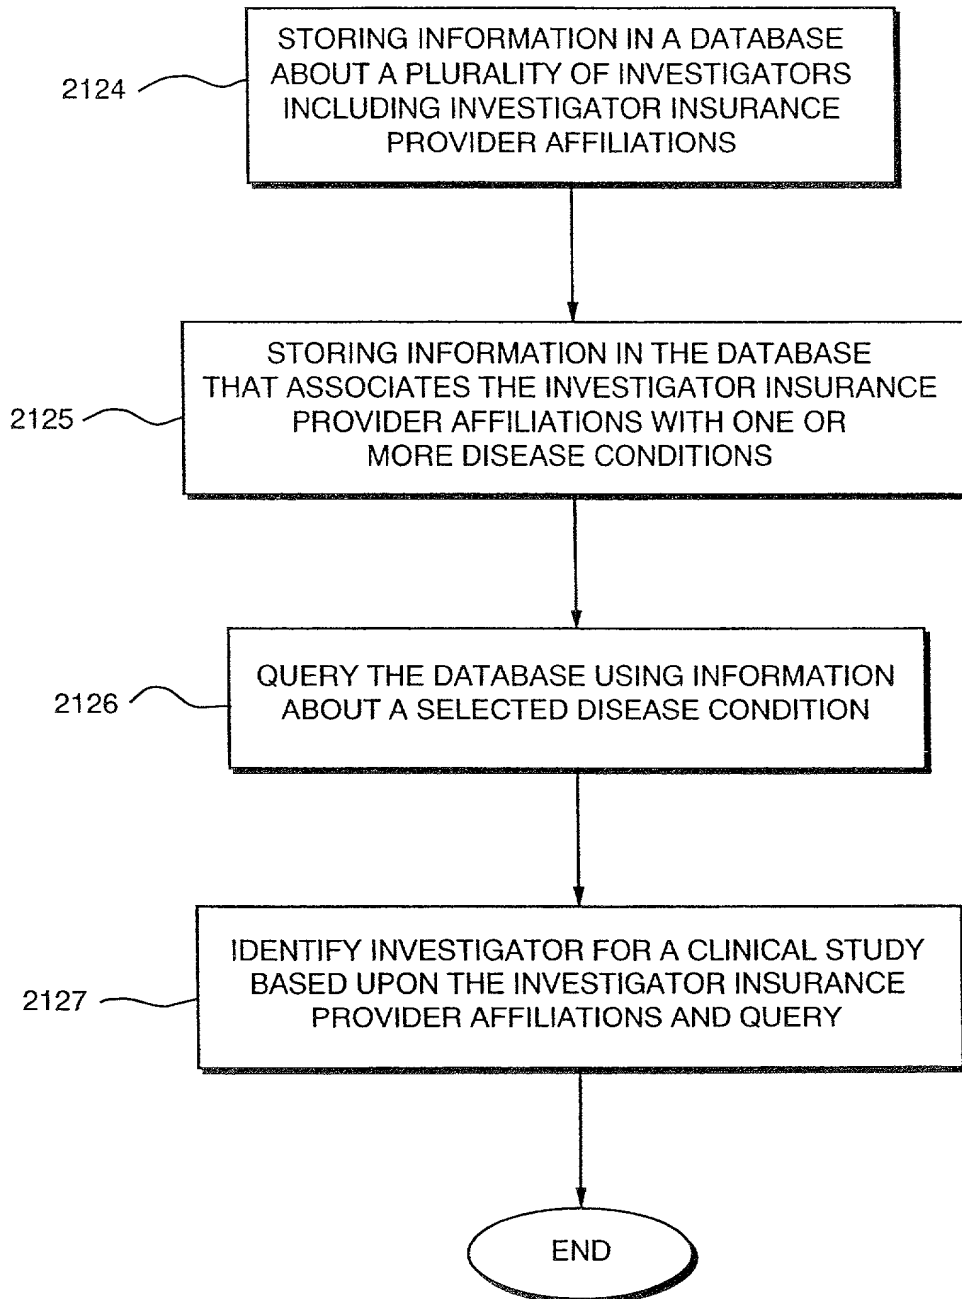 STORING INFORMATION IN A DATABASE
ABOUT A PLURALITY OF INVESTIGATORS
INCLUDING INVESTIGATOR INSURANCE
PROVIDER AFFILIATIONS
2124
STORING INFORMATION IN THE DATABASE
THAT ASSOCIATES THE INVESTIGATOR INSURANCE
PROVIDER AFFILIATIONS WITH ONE OR
MORE DISEASE CONDITIONS
2125
QUERY THE DATABASE USING INFORMATION
ABOUT A SELECTED DISEASE CONDITION
2126
IDENTIFY INVESTIGATOR FOR A CLINICAL STUDY
BASED UPON THE INVESTIGATOR INSURANCE
PROVIDER AFFILIATIONS AND QUERY
2127
END